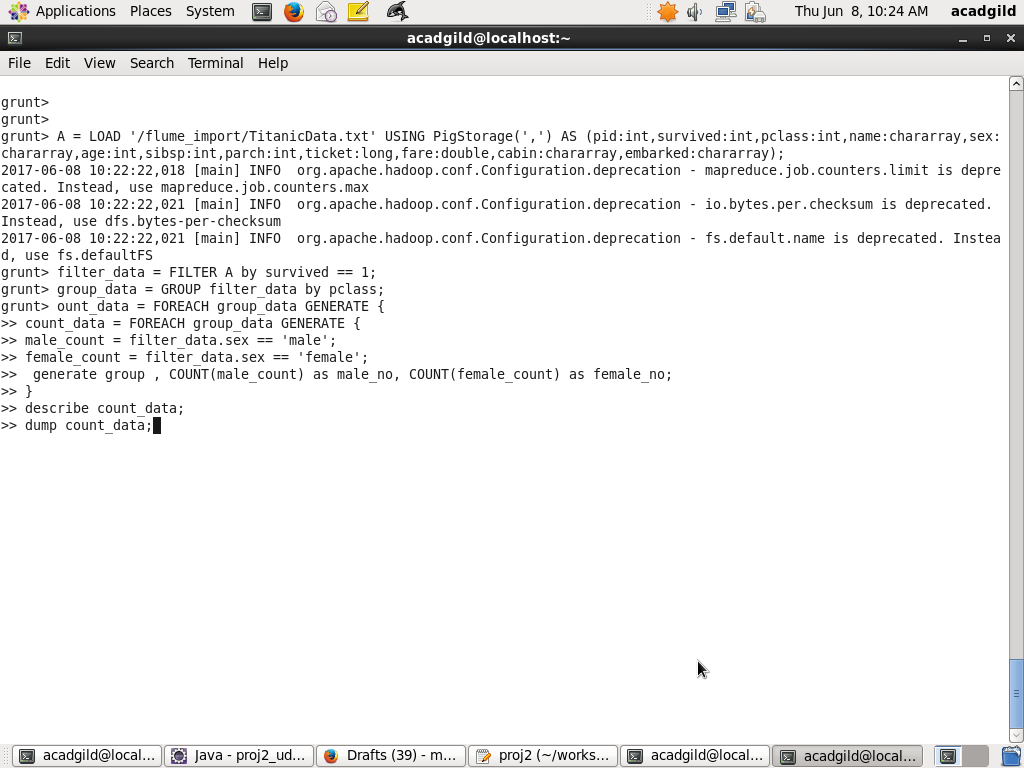 Applications Places System
Thu Jun 8, 10:24 AM acadgild
acadgild@localhost:~
File Edit View Search Terminal Help
grunt>
grunt>
grunt> A = LOAD '/flume_import/TitanicData.txt' USING PigStorage(',') AS (pid:int,survived:int,pclass:int,name:chararray,sex:
chararray,age:int,sibsp:int,parch:int,ticket:long,fare:double,cabin:chararray,embarked:chararray);
2017-06-08 10:22:22,018 [main] INFO  org.apache.hadoop.conf.Configuration.deprecation - mapreduce.job.counters.limit is depre
cated. Instead, use mapreduce.job.counters.max
2017-06-08 10:22:22,021 [main] INFO  org.apache.hadoop.conf.Configuration.deprecation - io.bytes.per.checksum is deprecated.
Instead, use dfs.bytes-per-checksum
2017-06-08 10:22:22,021 [main] INFO  org.apache.hadoop.conf.Configuration.deprecation - fs.default.name is deprecated. Instea
d, use fs.defaultFS
grunt> filter_data = FILTER A by survived == 1;
grunt> group_data = GROUP filter_data by pclass;
grunt> ount_data = FOREACH group_data GENERATE {
>> count_data = FOREACH group_data GENERATE {
>> male_count = filter_data.sex == 'male';
>> female_count = filter_data.sex == 'female';
>>  generate group , COUNT(male_count) as male_no, COUNT(female_count) as female_no;
>> }
>> describe count_data;
>> dump count_data;
acadgild@local... Java - proj2_ud... Drafts (39) - m... proj2 (~/works... acadgild@local... acadgild@local...